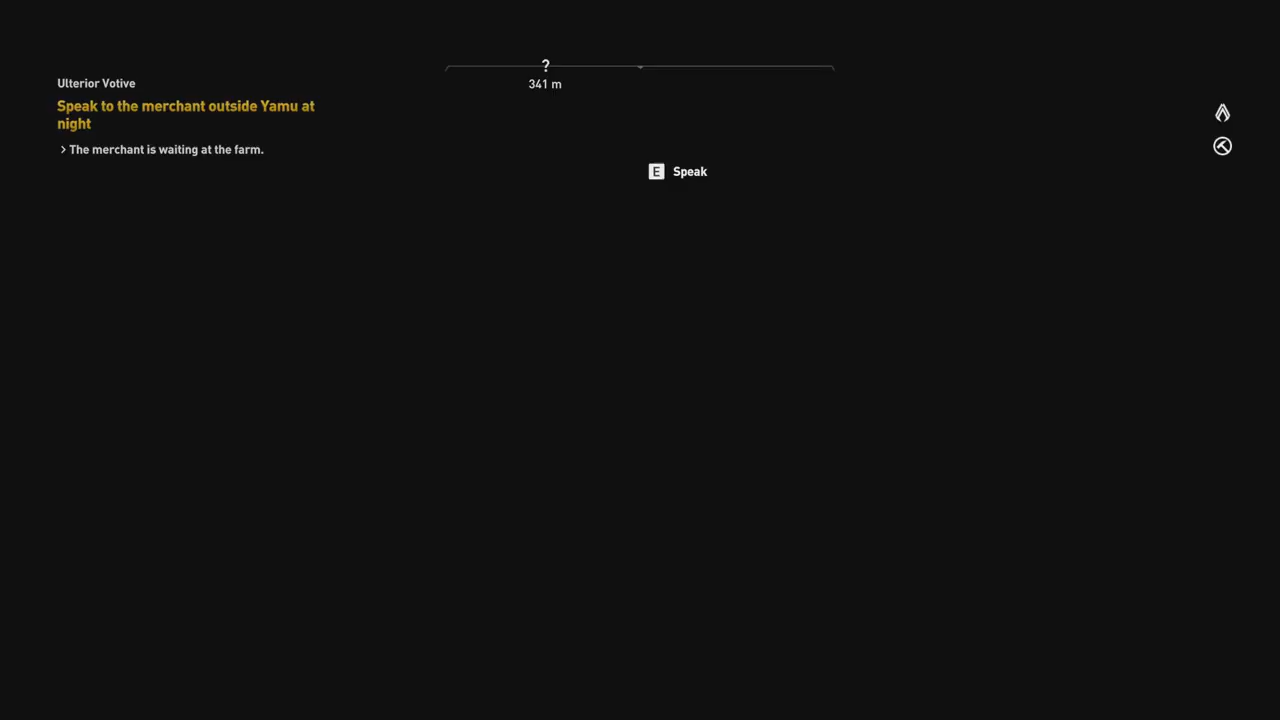 ?
341 m
Ulterior Votive
Speak to the merchant outside Yamu at
night
> The merchant is waiting at the farm.
E Speak